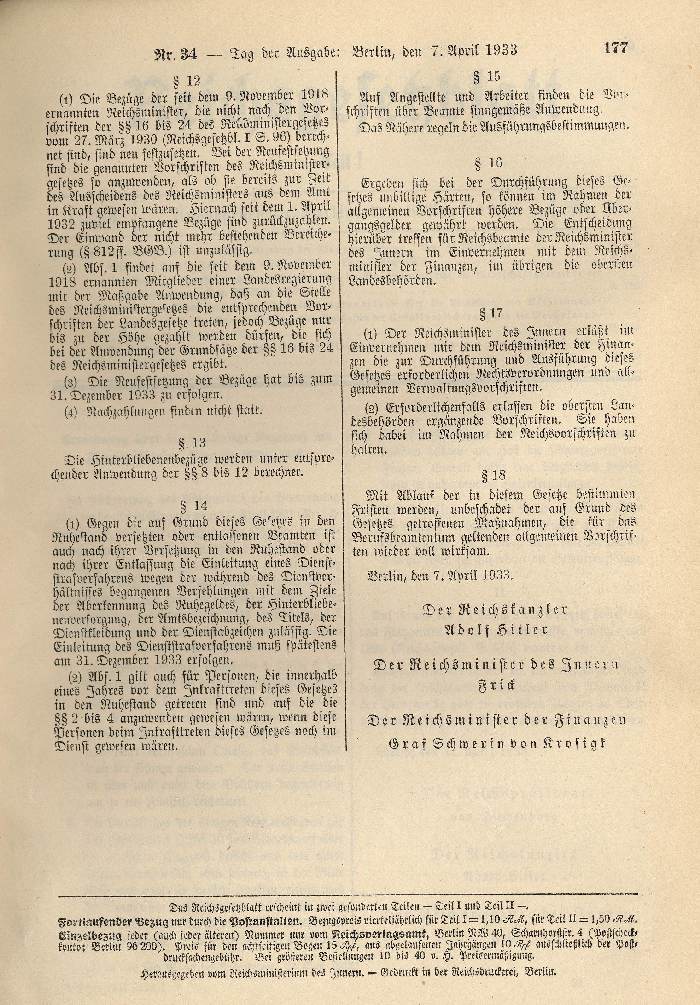 Nr. 34 — Tag der Ausgabe: Berlin, den 7. April 1933 177
§ 12
(1) Die Bezüge der seit dem 9. November 1918
ernannten Reichsminister, die nicht nach den Vor-
schriften der §§ 16 bis 24 des Reichsministergesetzes
vom 27. März 1930 (Reichsgesetzbl. I S. 96) berech-
net sind, sind neu festzusetzen. Bei der Neufestsetzung
sind die genannten Vorschriften des Reichsminister-
gesetzes so anzuwenden, als ob sie bereits zur Zeit
des Ausscheidens des Reichsministers aus dem Amt
in Kraft gewesen wären. Hiernach seit dem 1. April
1932 zuviel empfangene Bezüge sind zurückzuzahlen.
Der Einwand der nicht mehr bestehenden Bereiche-
rung (§ 812 ff. BGB.) ist unzulässig.
(2) Abs. 1 findet auf die seit dem 9. November
1918 ernannten Mitglieder einer Landesregierung
mit der Maßgabe Anwendung, daß an die Stelle
des Reichsministergesetzes die entsprechenden Vor-
schriften der Landesgesetze treten, jedoch Bezüge nur
bis zu der Höhe gezahlt werden dürfen, die sich
bei der Anwendung der Grundsätze der §§ 16 bis 24
des Reichsministergesetzes ergibt.
(3) Die Neufestsetzung der Bezüge hat bis zum
31. Dezember 1933 zu erfolgen.
(4) Nachzahlungen finden nicht statt.
§ 13
Die Hinterbliebenenbezüge werden unter entspre-
chender Anwendung der §§ 8 bis 12 berechnet.
§ 14
(1) Gegen die auf Grund dieses Gesetzes in den
Ruhestand versetzten oder entlassenen Beamten ist
auch nach ihrer Versetzung in den Ruhestand oder
nach ihrer Entlassung die Einleitung eines Dienst-
strafverfahrens wegen der während des Dienstver-
hältnisses begangenen Verfehlungen mit dem Ziele
der Aberkennung des Ruhegeldes, der Hinterbliebe-
nenversorgung, der Amtsbezeichnung, des Titels, der
Dienstkleidung und der Dienstabzeichen zulässig. Die
Einleitung des Dienststrafverfahrens muß spätestens
am 31. Dezember 1933 erfolgen.
(2) Abs. 1 gilt auch für Personen, die innerhalb
eines Jahres vor dem Inkrafttreten dieses Gesetzes
in den Ruhestand getreten sind und auf die die
§§ 2 bis 4 anzuwenden gewesen wären, wenn diese
Personen beim Inkrafttreten dieses Gesetzes noch im
Dienst gewesen wären.
§ 15
Auf Angestellte und Arbeiter finden die Vor-
schriften über Beamte sinngemäße Anwendung.
Das Nähere regeln die Ausführungsbestimmungen.
§ 16
Ergeben sich bei der Durchführung dieses Ge-
setzes unbillige Härten, so können im Rahmen der
allgemeinen Vorschriften höhere Bezüge oder Über-
gangsgelder gewährt werden. Die Entscheidung
hierüber treffen für Reichsbeamte der Reichsminister
des Innern im Einvernehmen mit dem Reichs-
minister der Finanzen, im übrigen die obersten
Landesbehörden.
§ 17
(1) Der Reichsminister des Innern erläßt im
Einvernehmen mit dem Reichsminister der Finan-
zen die zur Durchführung und Ausführung dieses
Gesetzes erforderlichen Rechtsverordnungen und all-
gemeinen Verwaltungsvorschriften.
(2) Erforderlichenfalls erlassen die obersten Lan-
desbehörden ergänzende Vorschriften. Sie haben
sich dabei im Rahmen der Reichsvorschriften zu
halten.
§ 18
Mit Ablauf der in diesem Gesetze bestimmten
Fristen werden, unbeschadet der auf Grund des
Gesetzes getroffenen Maßnahmen, die für das
Berufsbeamtentum geltenden allgemeinen Vorschrif-
ten wieder voll wirksam.
Berlin, den 7. April 1933.
Der Reichskanzler
Adolf Hitler
Der Reichsminister des Innern
Frick
Der Reichsminister der Finanzen
Graf Schwerin von Krosigk
Das Reichsgesetzblatt erscheint in zwei gesonderten Teilen — Teil I und Teil II —.
Fortlaufender Bezug nur durch die Postanstalten. Bezugspreis vierteljährlich für Teil I = 1,10 RM, für Teil II = 1,50 RM.
Einzelbezug jeder (auch jeder älteren) Nummer nur vom Reichsverlagsamt, Berlin NW 40, Scharnhorststr. 4 (Postscheck-
konto: Berlin 96 200). Preis für den achtseitigen Bogen 15 Rpf, aus abgelaufenen Jahrgängen 10 Rpf ausschließlich der Post-
drucksachengebühr. Bei größeren Bestellungen 10 bis 40 v. H. Preisermäßigung.
Herausgegeben vom Reichsministerium des Innern. — Gedruckt in der Reichsdruckerei, Berlin.